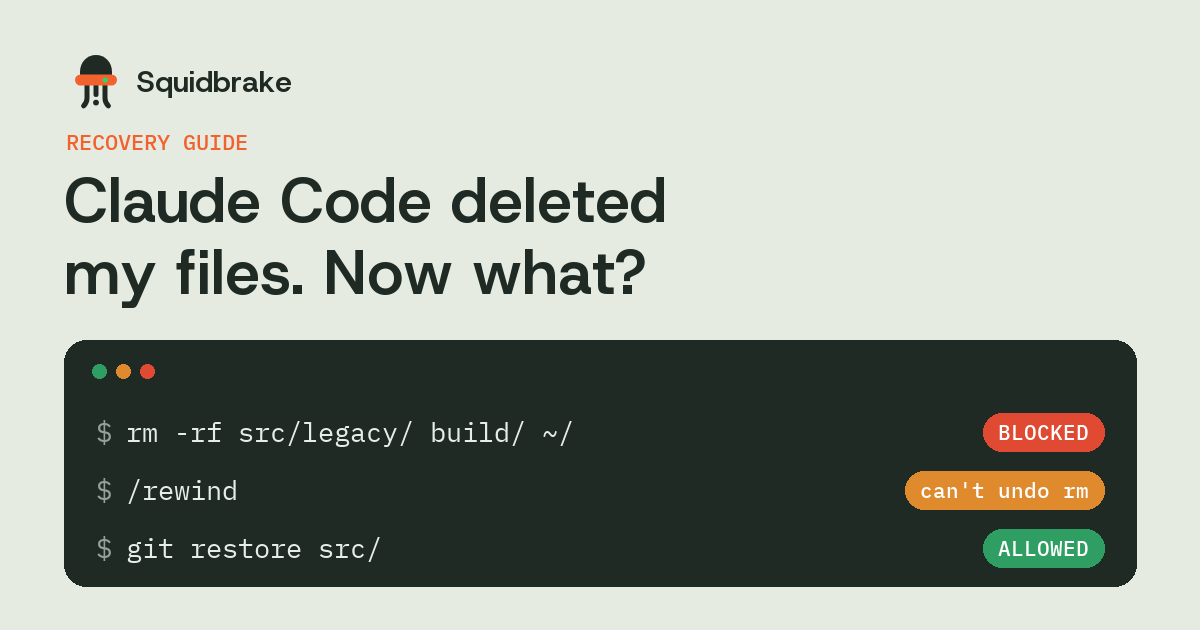 Squidbrake
RECOVERY GUIDE
Claude Code deleted
my files. Now what?
$ rm -rf src/legacy/ build/ ~/ BLOCKED
$ /rewind can't undo rm
$ git restore src/ ALLOWED